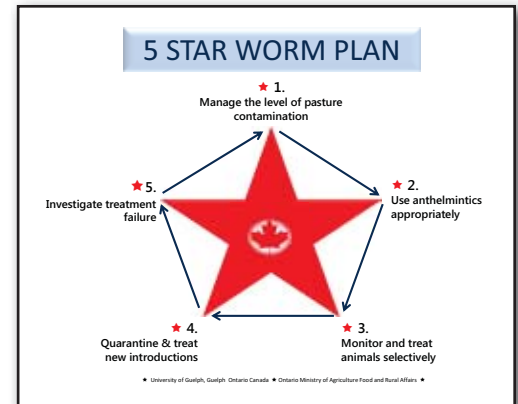 5 STAR WORM PLAN
★ 1.
Manage the level of pasture
contamination
★ 2.
Use anthelmintics
appropriately
★ 3.
Monitor and treat
animals selectively
★ 4.
Quarantine & treat
new introductions
★ 5.
Investigate treatment
failure
★ University of Guelph, Guelph Ontario Canada ★ Ontario Ministry of Agriculture Food and Rural Affairs ★